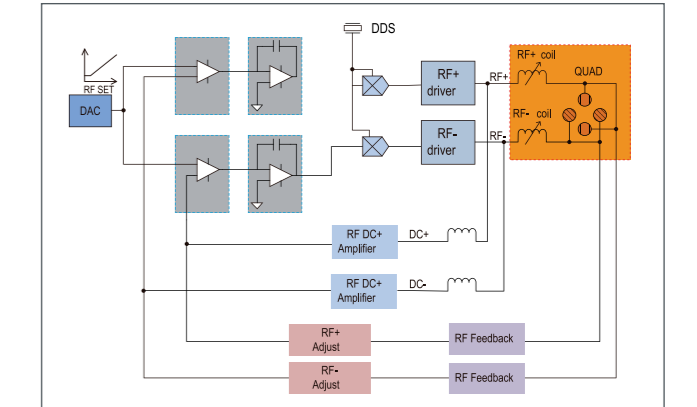 DDS
RF SET
DAC
RF+
driver
RF+
RF+ coil
QUAD
RF-
driver
RF-
RF- coil
RF DC+
Amplifier
DC+
RF DC+
Amplifier
DC-
RF+
Adjust
RF Feedback
RF-
Adjust
RF Feedback